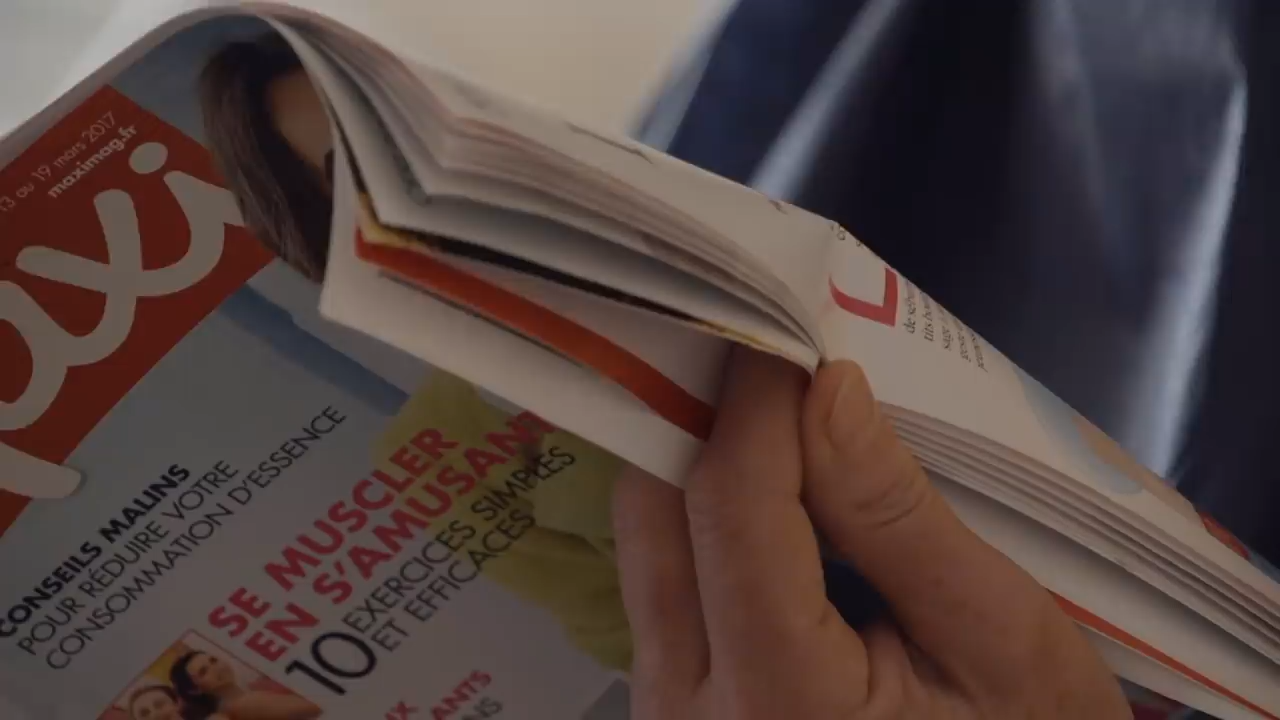 13 au 19 mars 2017
maximag.fr
axi
CONSEILS MALINS
POUR RÉDUIRE VOTRE
CONSOMMATION D'ESSENCE
SE MUSCLER
EN S'AMUSANT
10 EXERCICES SIMPLES
ET EFFICACES